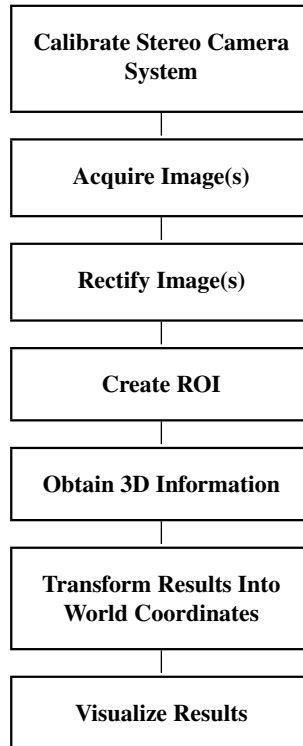 Calibrate Stereo Camera
System
Acquire Image(s)
Rectify Image(s)
Create ROI
Obtain 3D Information
Transform Results Into
World Coordinates
Visualize Results